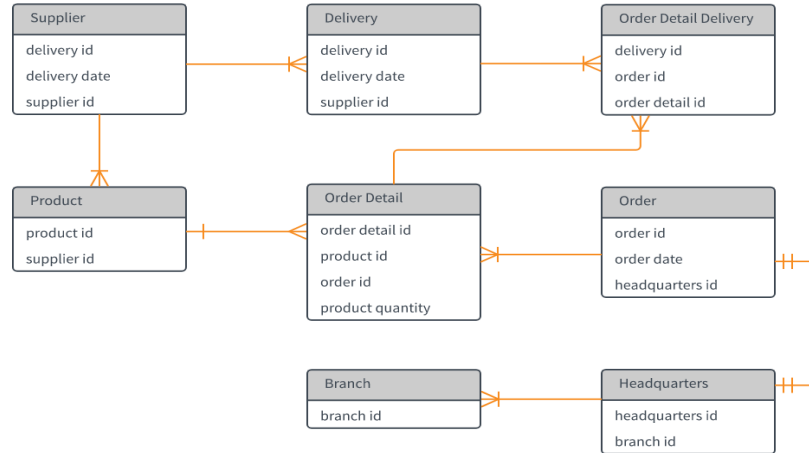 Supplier
delivery id
delivery date
supplier id
Delivery
delivery id
delivery date
supplier id
Order Detail Delivery
delivery id
order id
order detail id
Product
product id
supplier id
Order Detail
order detail id
product id
order id
product quantity
Order
order id
order date
headquarters id
Branch
branch id
Headquarters
headquarters id
branch id